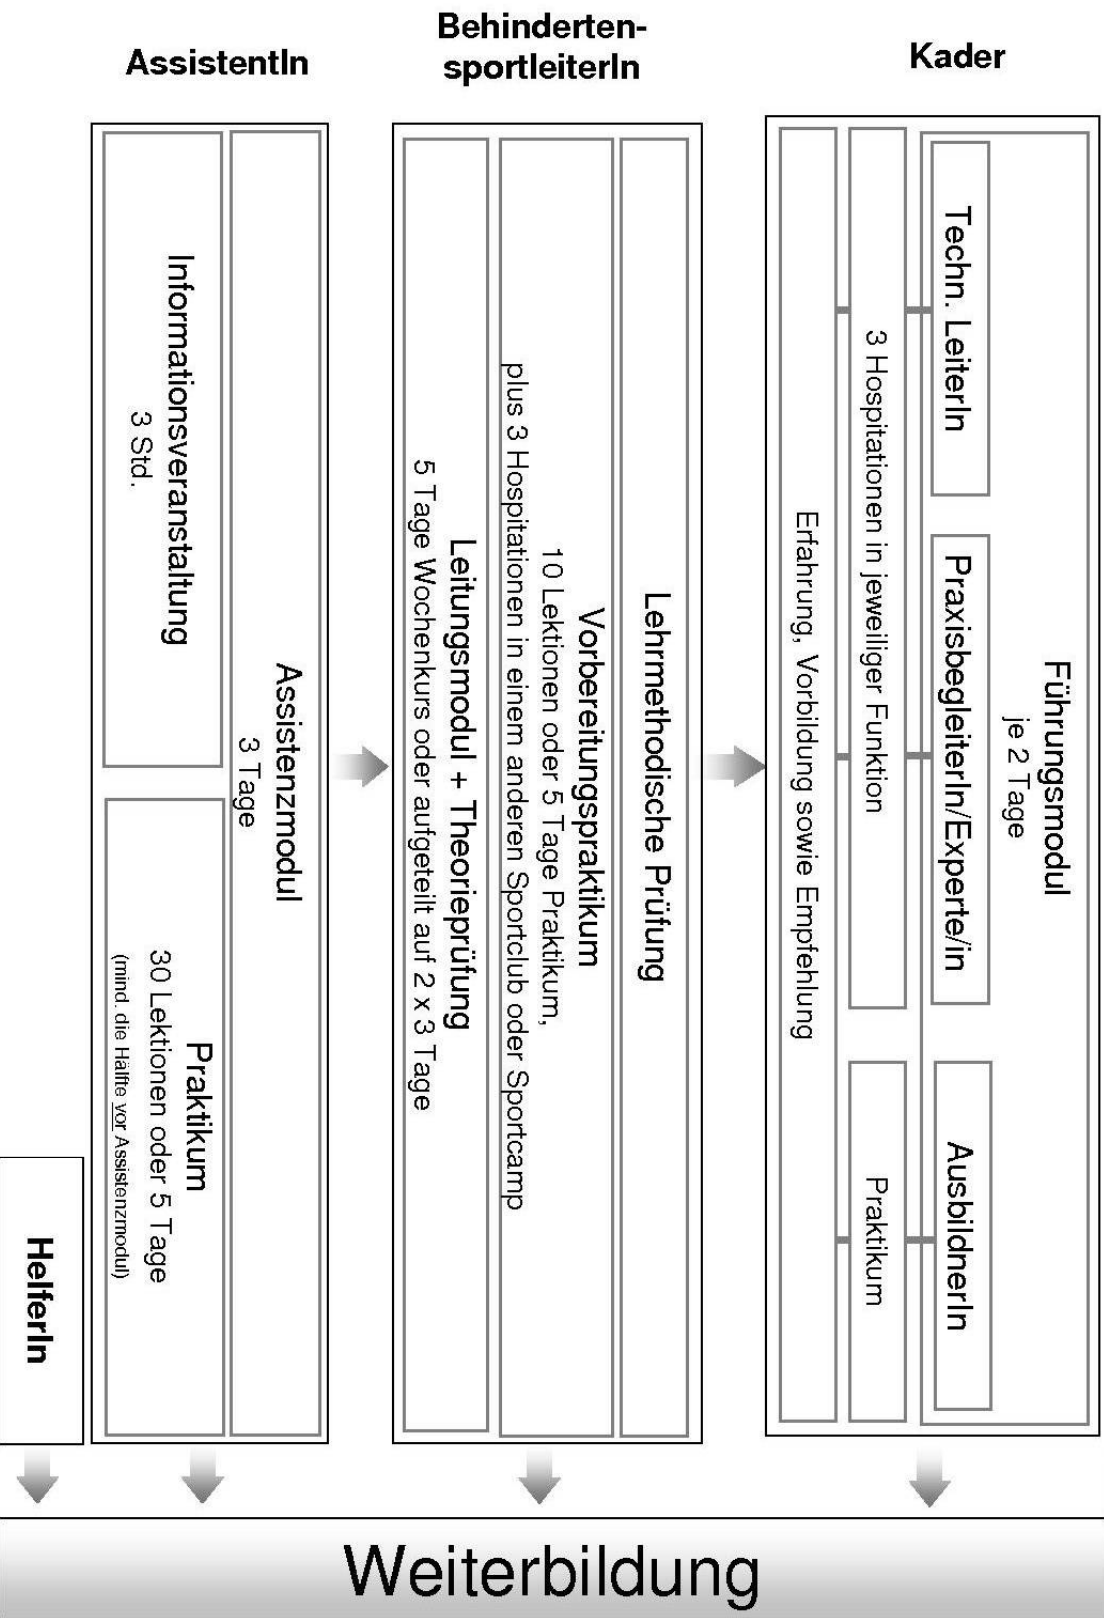 AssistentIn
Informationsveranstaltung
3 Std.
Assistenzmodul
3 Tage
Praktikum
30 Lektionen oder 5 Tage
(mind. die Hälfte vor Assistenzmodul)
HelferIn
Behinderten-
sportleiterIn
Lehrmethodische Prüfung
Vorbereitungspraktikum
10 Lektionen oder 5 Tage Praktikum,
plus 3 Hospitationen in einem anderen Sportclub oder Sportcamp
Leitungsmodul + Theorieprüfung
5 Tage Wochenkurs oder aufgeteilt auf 2 x 3 Tage
Kader
Führungsmodul
je 2 Tage
Techn. LeiterIn
PraxisbegleiterIn/Experte/in
AusbildnerIn
3 Hospitationen in jeweiliger Funktion
Praktikum
Erfahrung, Vorbildung sowie Empfehlung
Weiterbildung